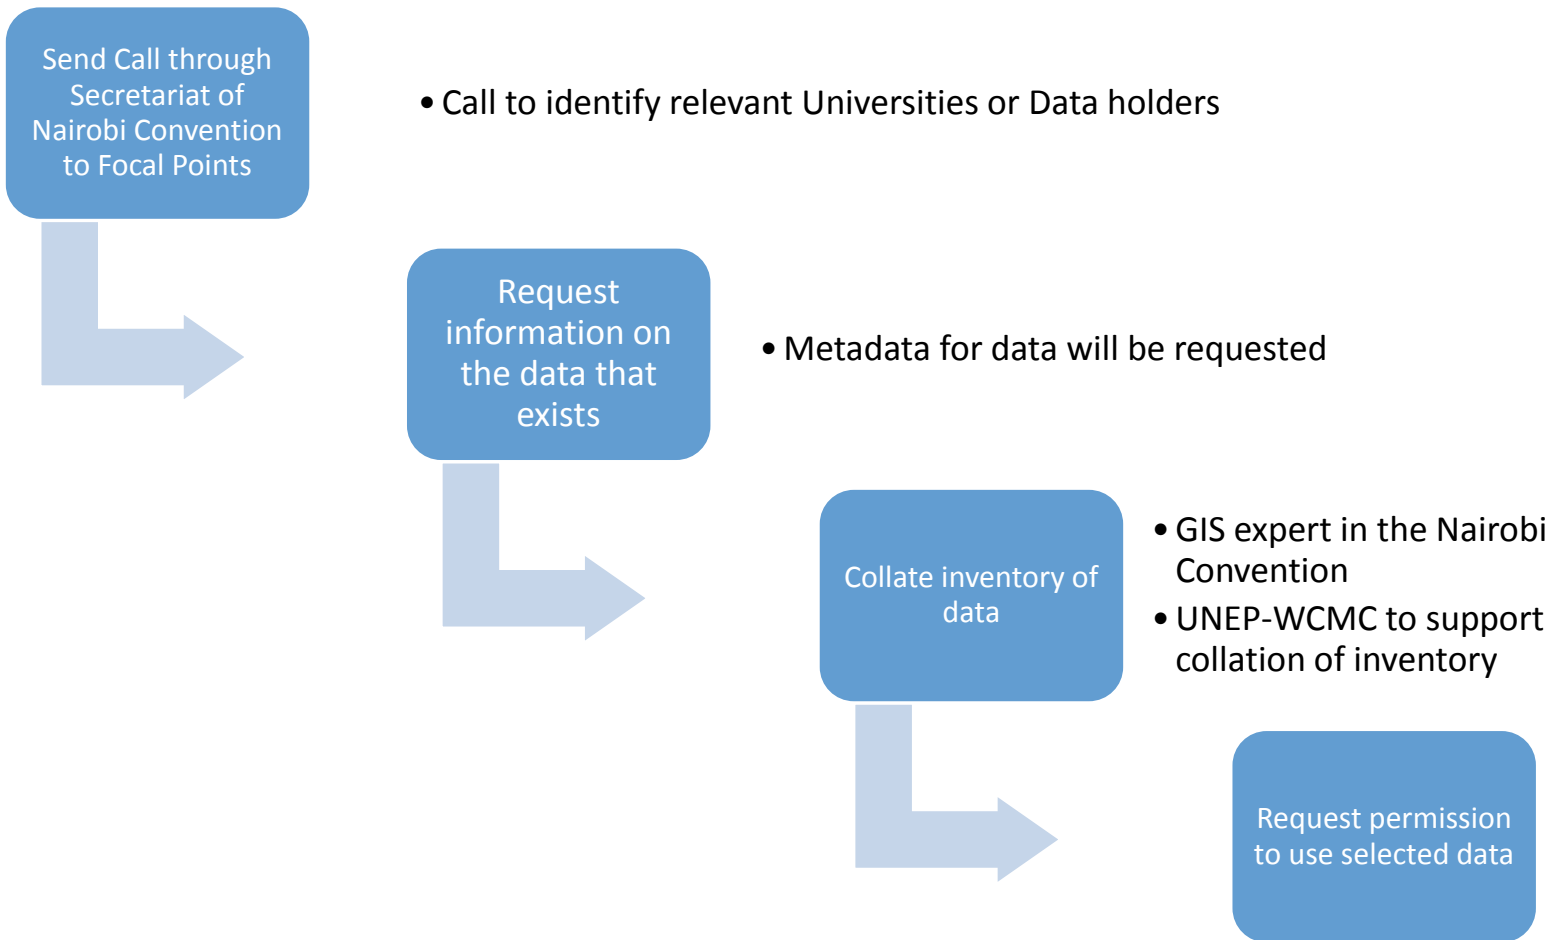 Send Call through
Secretariat of
Nairobi Convention
to Focal Points
• Call to identify relevant Universities or Data holders
Request
information on
the data that
exists
• Metadata for data will be requested
Collate inventory of
data
• GIS expert in the Nairobi
Convention
• UNEP-WCMC to support
collation of inventory
Request permission
to use selected data